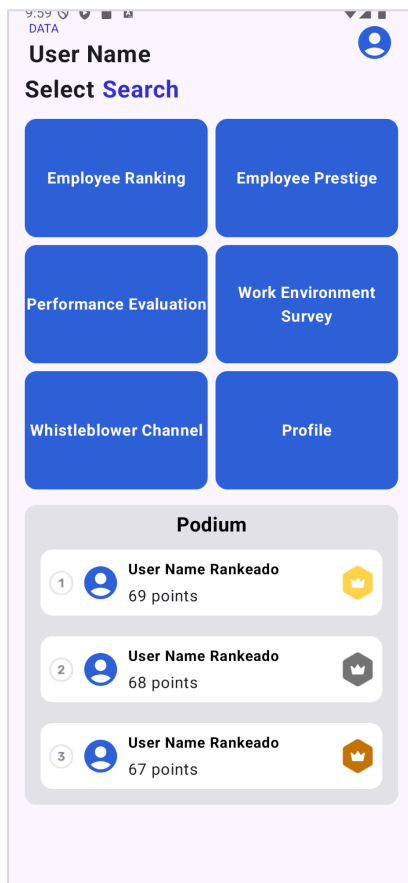 9:59
DATA
User Name
Select Search
Employee Ranking
Employee Prestige
Performance Evaluation
Work Environment
Survey
Whistleblower Channel
Profile
Podium
1
User Name Rankeado
69 points
2
User Name Rankeado
68 points
3
User Name Rankeado
67 points